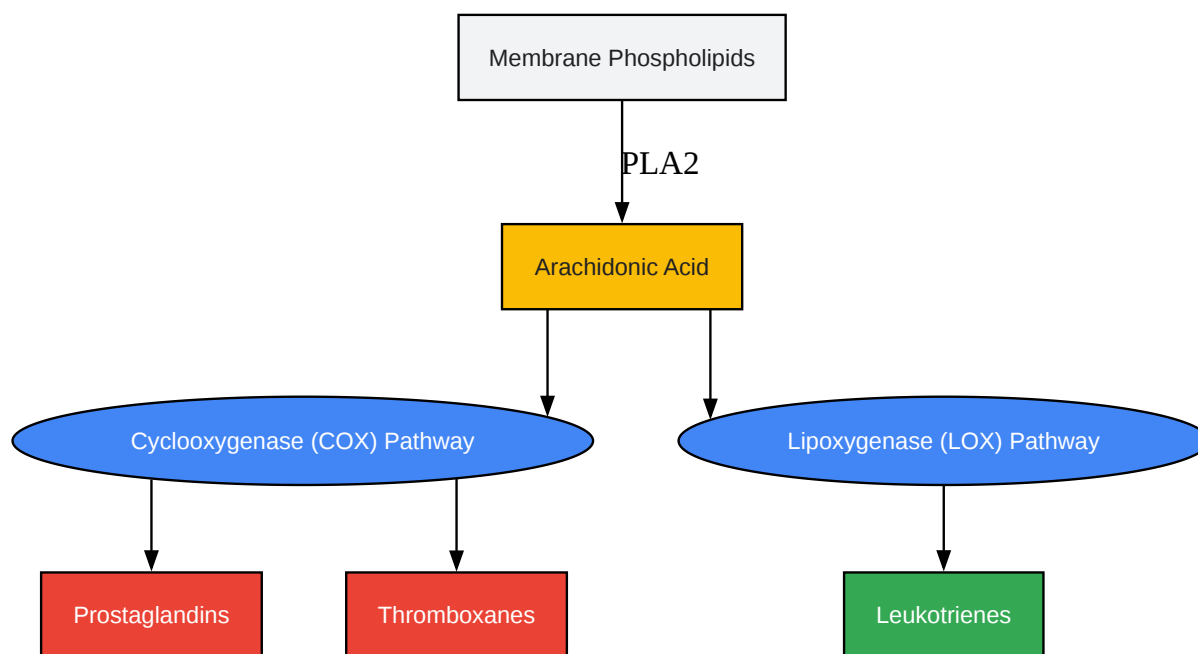 Membrane Phospholipids
PLA2
Arachidonic Acid
Cyclooxygenase (COX) Pathway
Lipoxygenase (LOX) Pathway
Prostaglandins
Thromboxanes
Leukotrienes